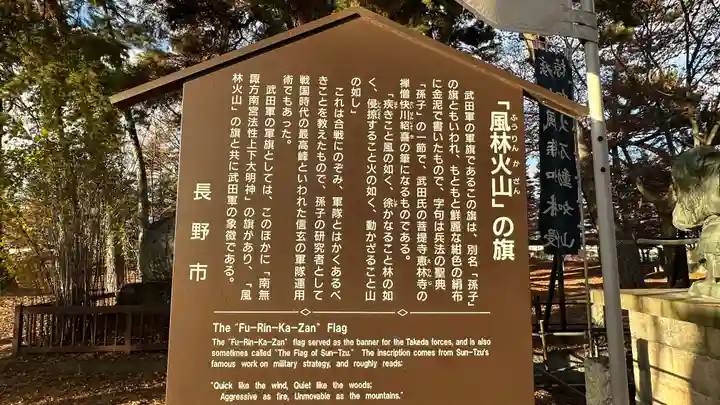 「風林火山」の旗
ふうりんかざん
武田軍の軍旗であるこの旗は、別名「孫子」
の旗ともいわれ、もともと鮮麗な紺色の絹布
に金泥で書いたもので、字句は兵法の聖典
「孫子」の一節で、武田氏の菩提寺恵林寺の
禅僧快川紹喜の筆になるものである。
「疾きこと風の如く、徐かなること林の如
く、侵掠すること火の如く、動かざること山
の如し」
これは合戦にのぞみ、軍隊とはかくあるべ
きことを教えたもので、孫子の研究者として
戦国時代の最高峰といわれた信玄の軍隊運用
術でもあった。
武田軍の軍旗としては、このほかに「南無
諏方南宮法性上下大明神」の旗があり、「風
林火山」の旗と共に武田軍の象徴である。
長野市
The "Fu-Rin-Ka-Zan" Flag
The "Fu-Rin-Ka-Zan" flag served as the banner for the Takeda forces, and is also
sometimes called "The Flag of Sun-Tzu." The inscription comes from Sun-Tzu's
famous work on military strategy, and roughly reads:
"Quick like the wind, Quiet like the woods;
Aggressive as fire, Unmovable as the mountains."